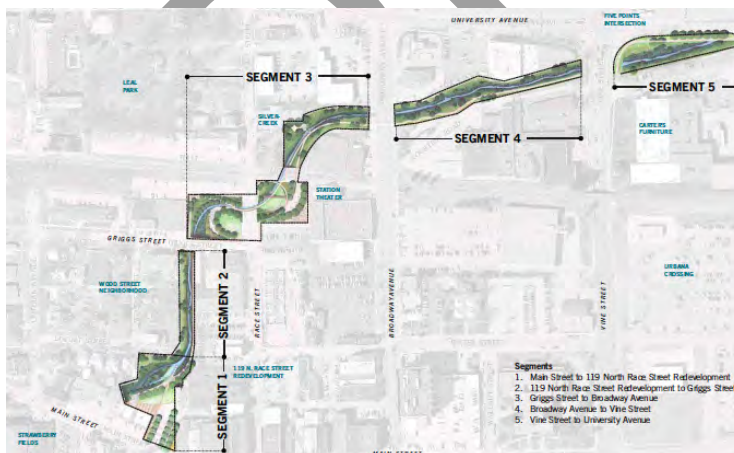 UNIVERSITY AVENUE
FIVE POINTS
INTERSECTION
LEAL
PARK
SEGMENT 3
SEGMENT 5
SILVER-
CREEK
SEGMENT 4
CARTER'S
FURNITURE
STATION
THEATER
GRIGGS STREET
WOOD STREET
NEIGHBORHOOD
SEGMENT 2
RACE STREET
BROADWAY AVENUE
VINE STREET
URBANA
CROSSING
SEGMENT 1
119 N. RACE STREET
REDEVELOPMENT
MAIN STREET
STRAWBERRY
FIELDS
Segments
1. Main Street to 119 North Race Street Redevelopment
2. 119 North Race Street Redevelopment to Griggs Street
3. Griggs Street to Broadway Avenue
4. Broadway Avenue to Vine Street
5. Vine Street to University Avenue
MAIN STREET